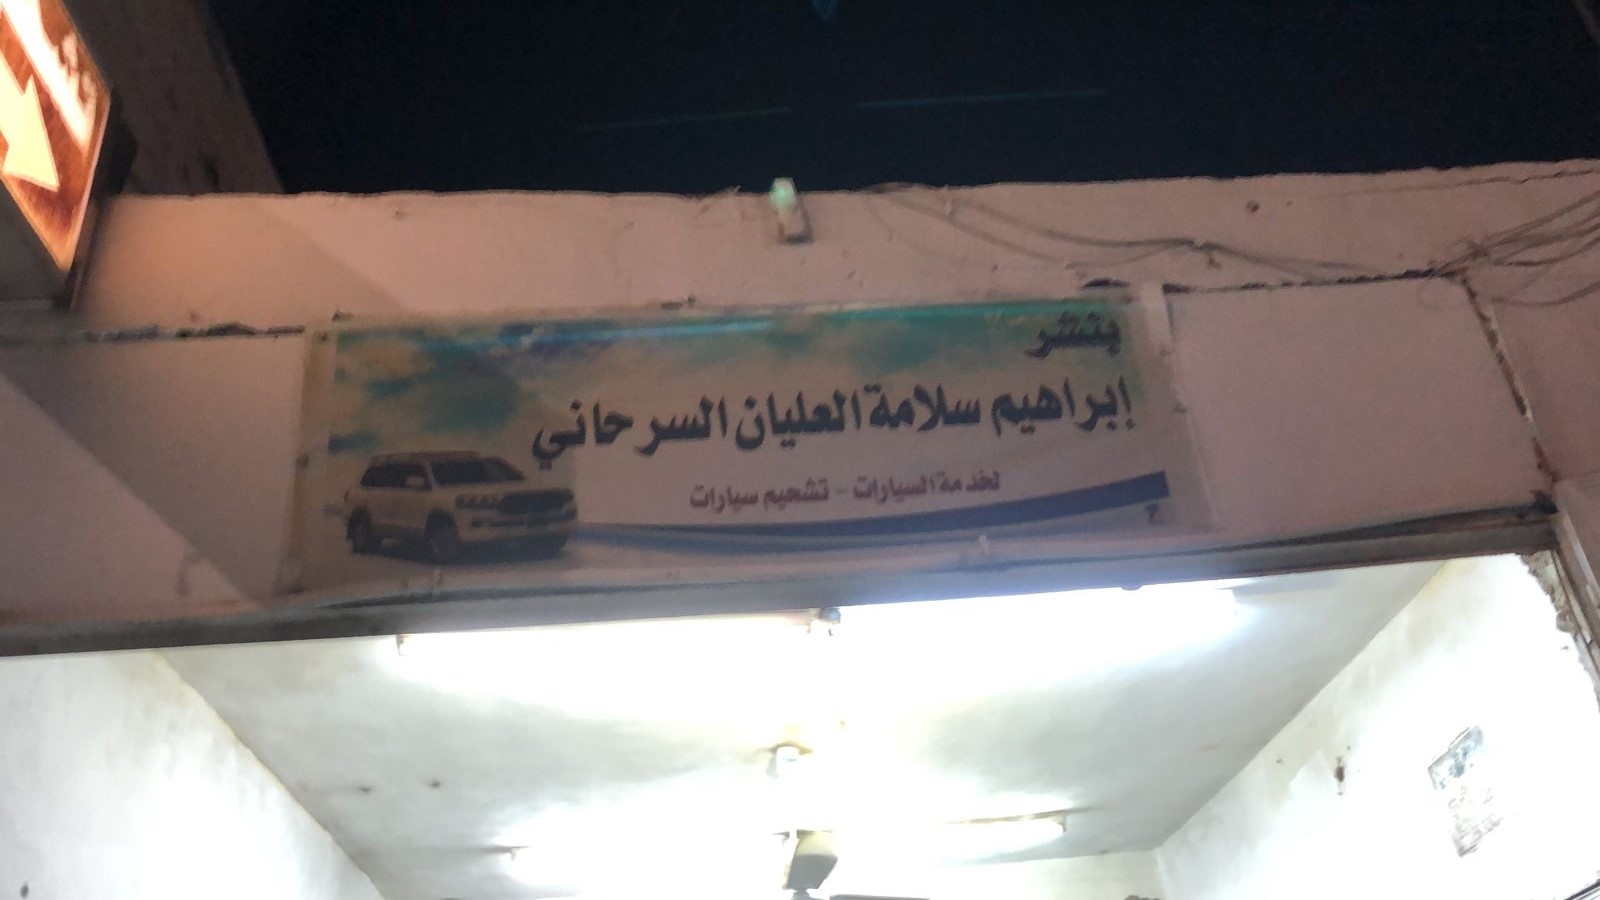 بنشر
إبراهيم سلامة العليان السرحاني
لخدمة السيارات - تشحيم سيارات